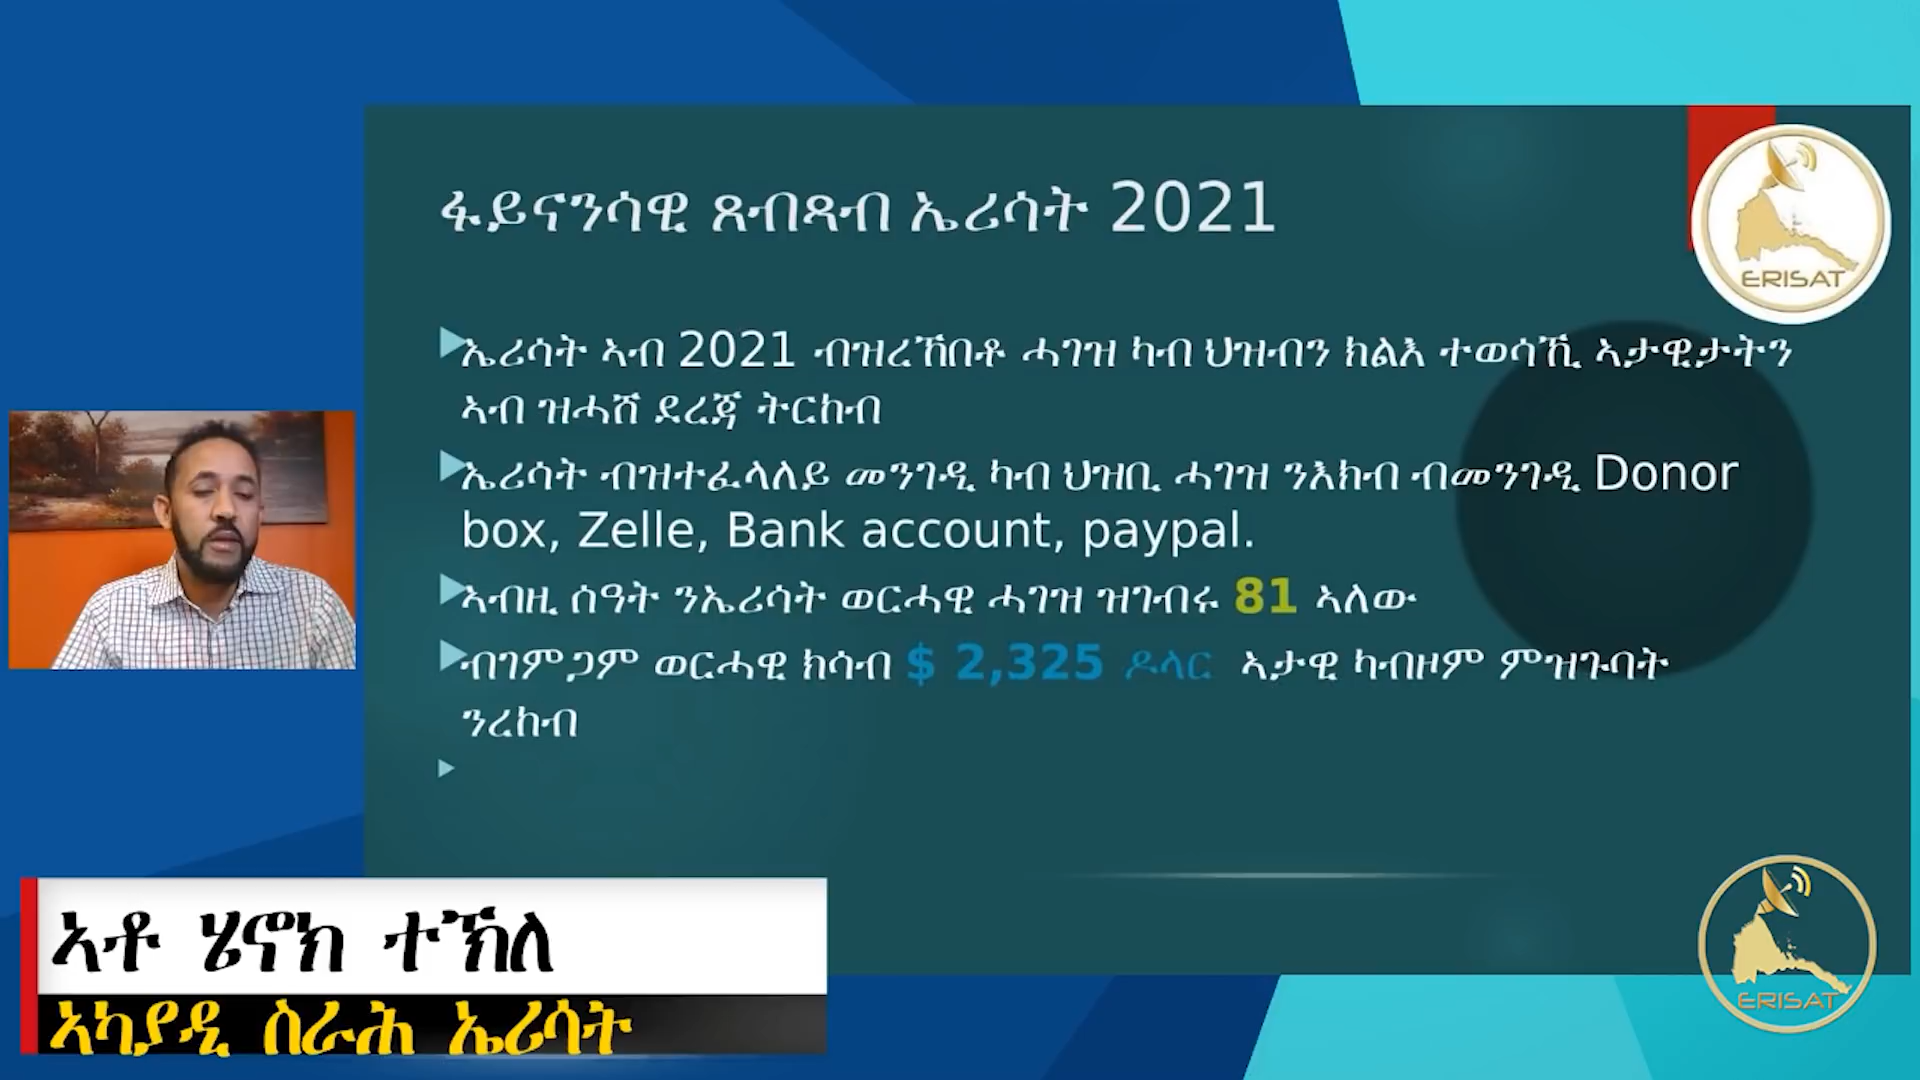 ፋይናንሳዊ ጸብጻብ ኤሪሳት 2021
ኤሪሳት ኣብ 2021 ብዝረኸበቶ ሓገዝ ካብ ህዝብን ክልእ ተወሳኺ ኣታዊታትን
ኣብ ዝሓሸ ደረጃ ትርከብ
ኤሪሳት ብዝተፈላለይ መንገዲ ካብ ህዝቢ ሓገዝ ንእክብ ብመንገዲ Donor
box, Zelle, Bank account, paypal.
ኣብዚ ሰዓት ንኤሪሳት ወርሓዊ ሓገዝ ዝገብሩ 81 ኣለው
ብገምጋም ወርሓዊ ክሳብ $ 2,325 ዶላር ኣታዊ ካብዞም ምዝጉባት
ንረከብ
ERISAT
ኣቶ ሄኖክ ተኽለ
ኣካያዲ ስራሕ ኤሪሳት
ERISAT